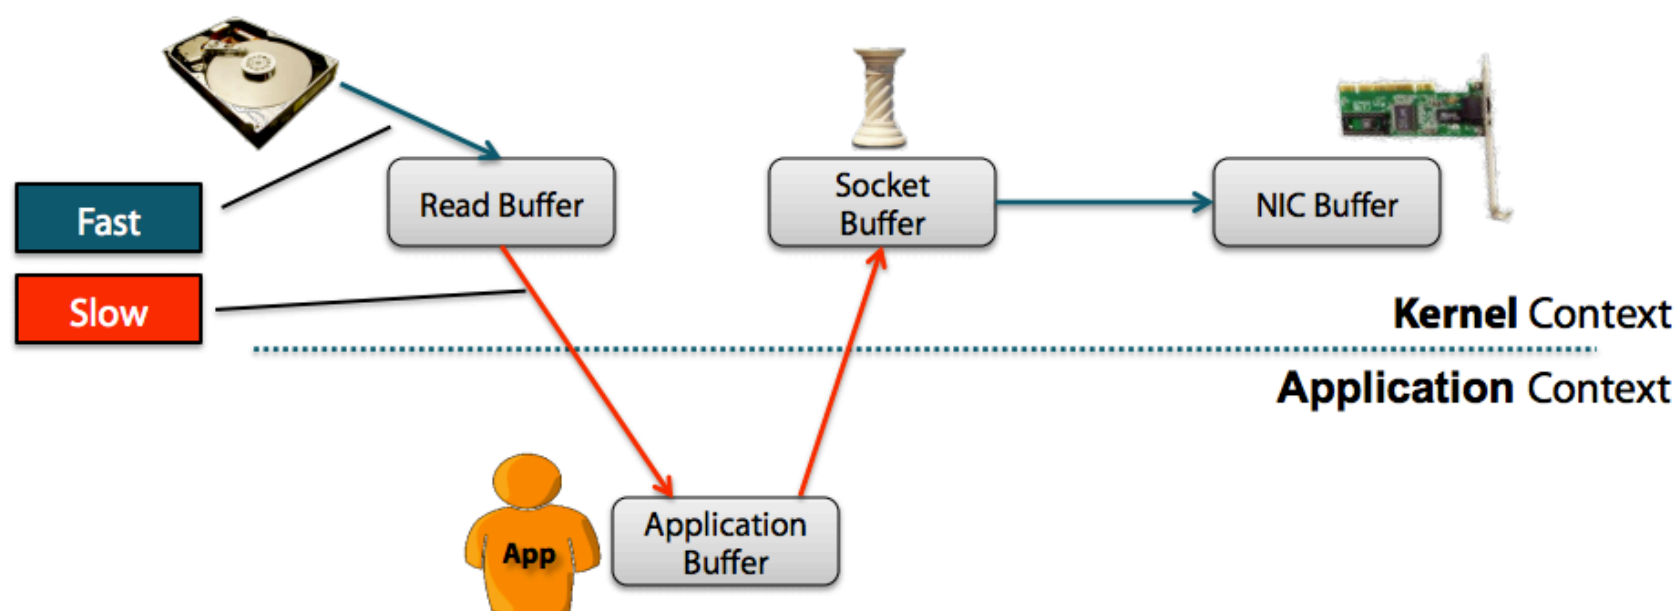 Fast
Slow
Read Buffer
Socket
Buffer
NIC Buffer
Kernel Context
Application Context
App
Application
Buffer